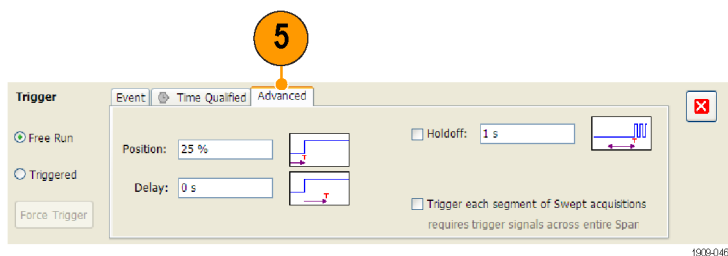 5
Trigger
Event
Time Qualified
Advanced
Free Run
Triggered
Force Trigger
Position: 25 %
Delay: 0 s
Holdoff: 1 s
Trigger each segment of Swept acquisitions
requires trigger signals across entire Spar
T
T
T
1909-046